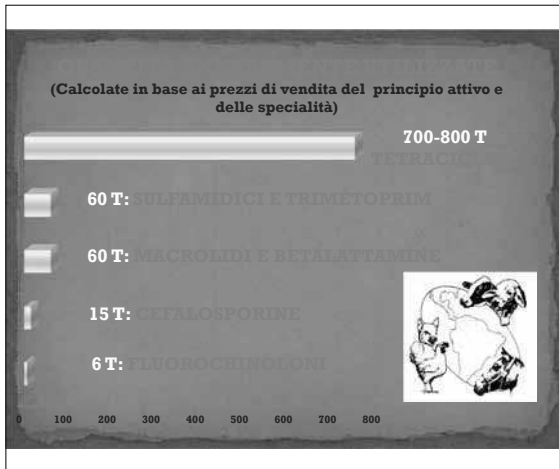 (Calcolate in base ai prezzi di vendita del principio attivo e
delle specialità)
700-800 T
60 T: SULFAMIDICI E TRIMETOPRIM
60 T: MACROLIDI E BETALATTAMINE
15 T: CEFALOSPORINE
6 T: FLUOROCHINOLONI
0 100 200 300 400 500 600 700 800